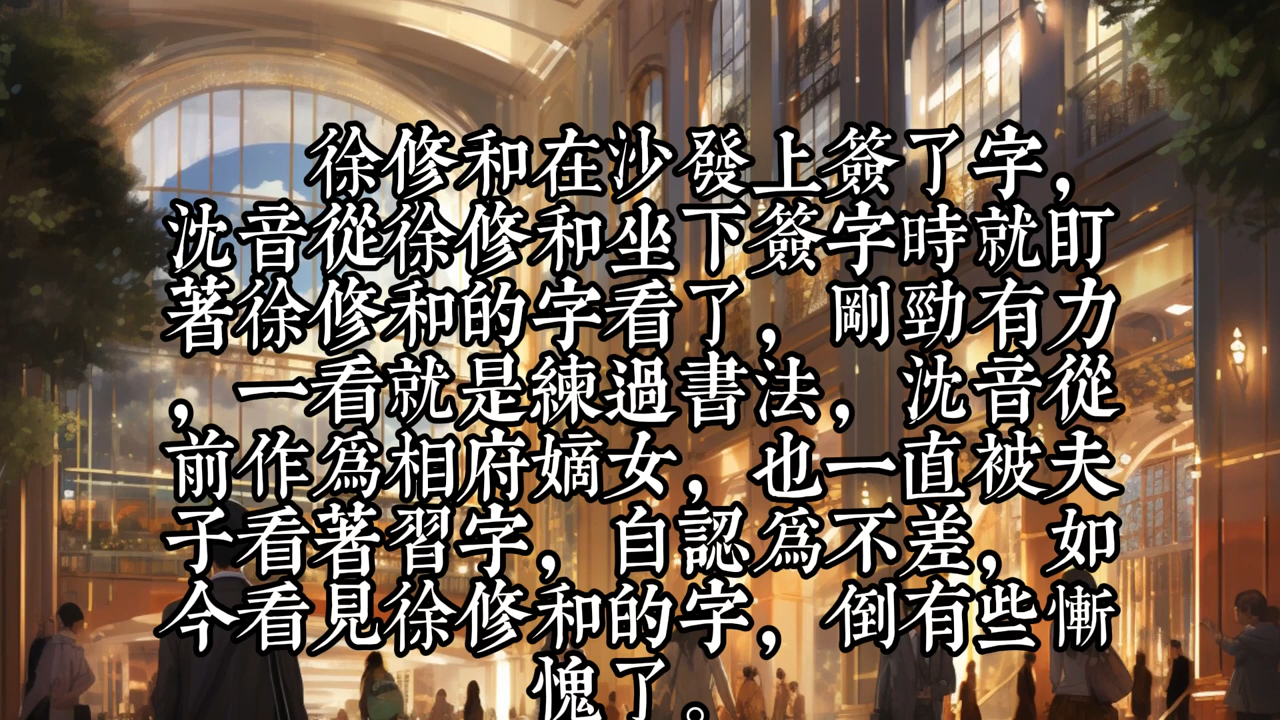 徐修和在沙發上簽了字，
沈音從徐修和坐下簽字時就盯
著徐修和的字看了，剛勁有力
，一看就是練過書法，沈音從
前作爲相府嫡女，也一直被夫
子看著習字，自認爲不差，如
今看見徐修和的字，倒有些慚
愧了。